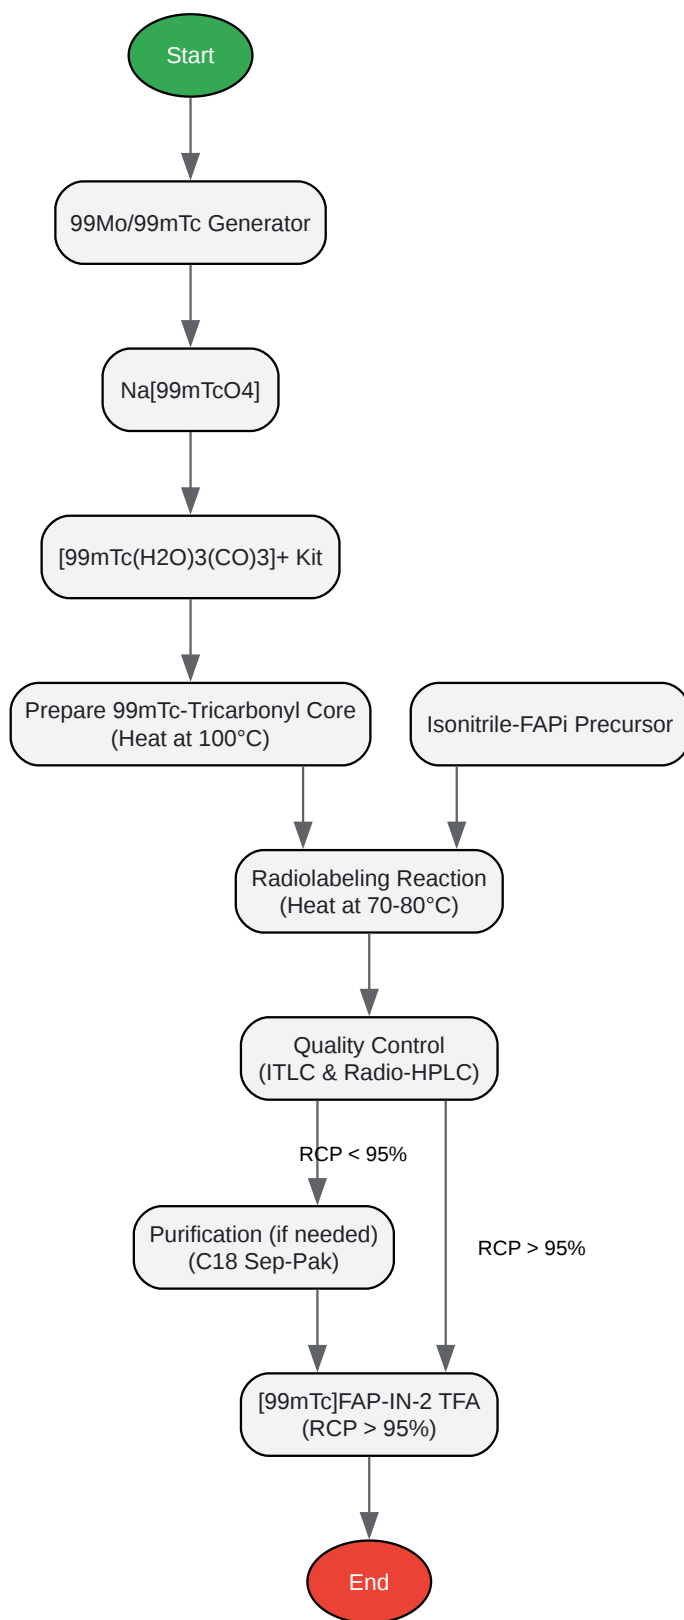 Start
99Mo/99mTc Generator
Na[99mTcO4]
[99mTc(H2O)3(CO)3]+ Kit
Prepare 99mTc-Tricarbonyl Core
(Heat at 100°C)
Isonitrile-FAPi Precursor
Radiolabeling Reaction
(Heat at 70-80°C)
Quality Control
(ITLC & Radio-HPLC)
RCP < 95%
Purification (if needed)
(C18 Sep-Pak)
RCP > 95%
[99mTc]FAP-IN-2 TFA
(RCP > 95%)
End